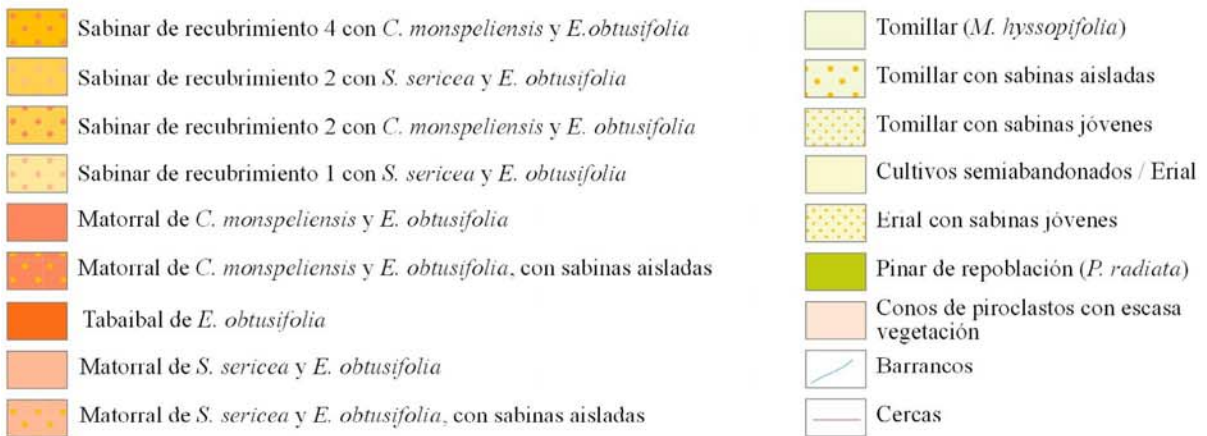 Sabinar de recubrimiento 4 con C. monspeliensis y E.obtusifolia
Sabinar de recubrimiento 2 con S. sericea y E. obtusifolia
Sabinar de recubrimiento 2 con C. monspeliensis y E. obtusifolia
Sabinar de recubrimiento 1 con S. sericea y E. obtusifolia
Matorral de C. monspeliensis y E. obtusifolia
Matorral de C. monspeliensis y E. obtusifolia, con sabinas aisladas
Tabaibal de E. obtusifolia
Matorral de S. sericea y E. obtusifolia
Matorral de S. sericea y E. obtusifolia, con sabinas aisladas
Tomillar (M. hyssopifolia)
Tomillar con sabinas aisladas
Tomillar con sabinas jóvenes
Cultivos semiabandonados / Erial
Erial con sabinas jóvenes
Pinar de repoblación (P. radiata)
Conos de piroclastos con escasa
vegetación
Barrancos
Cercas